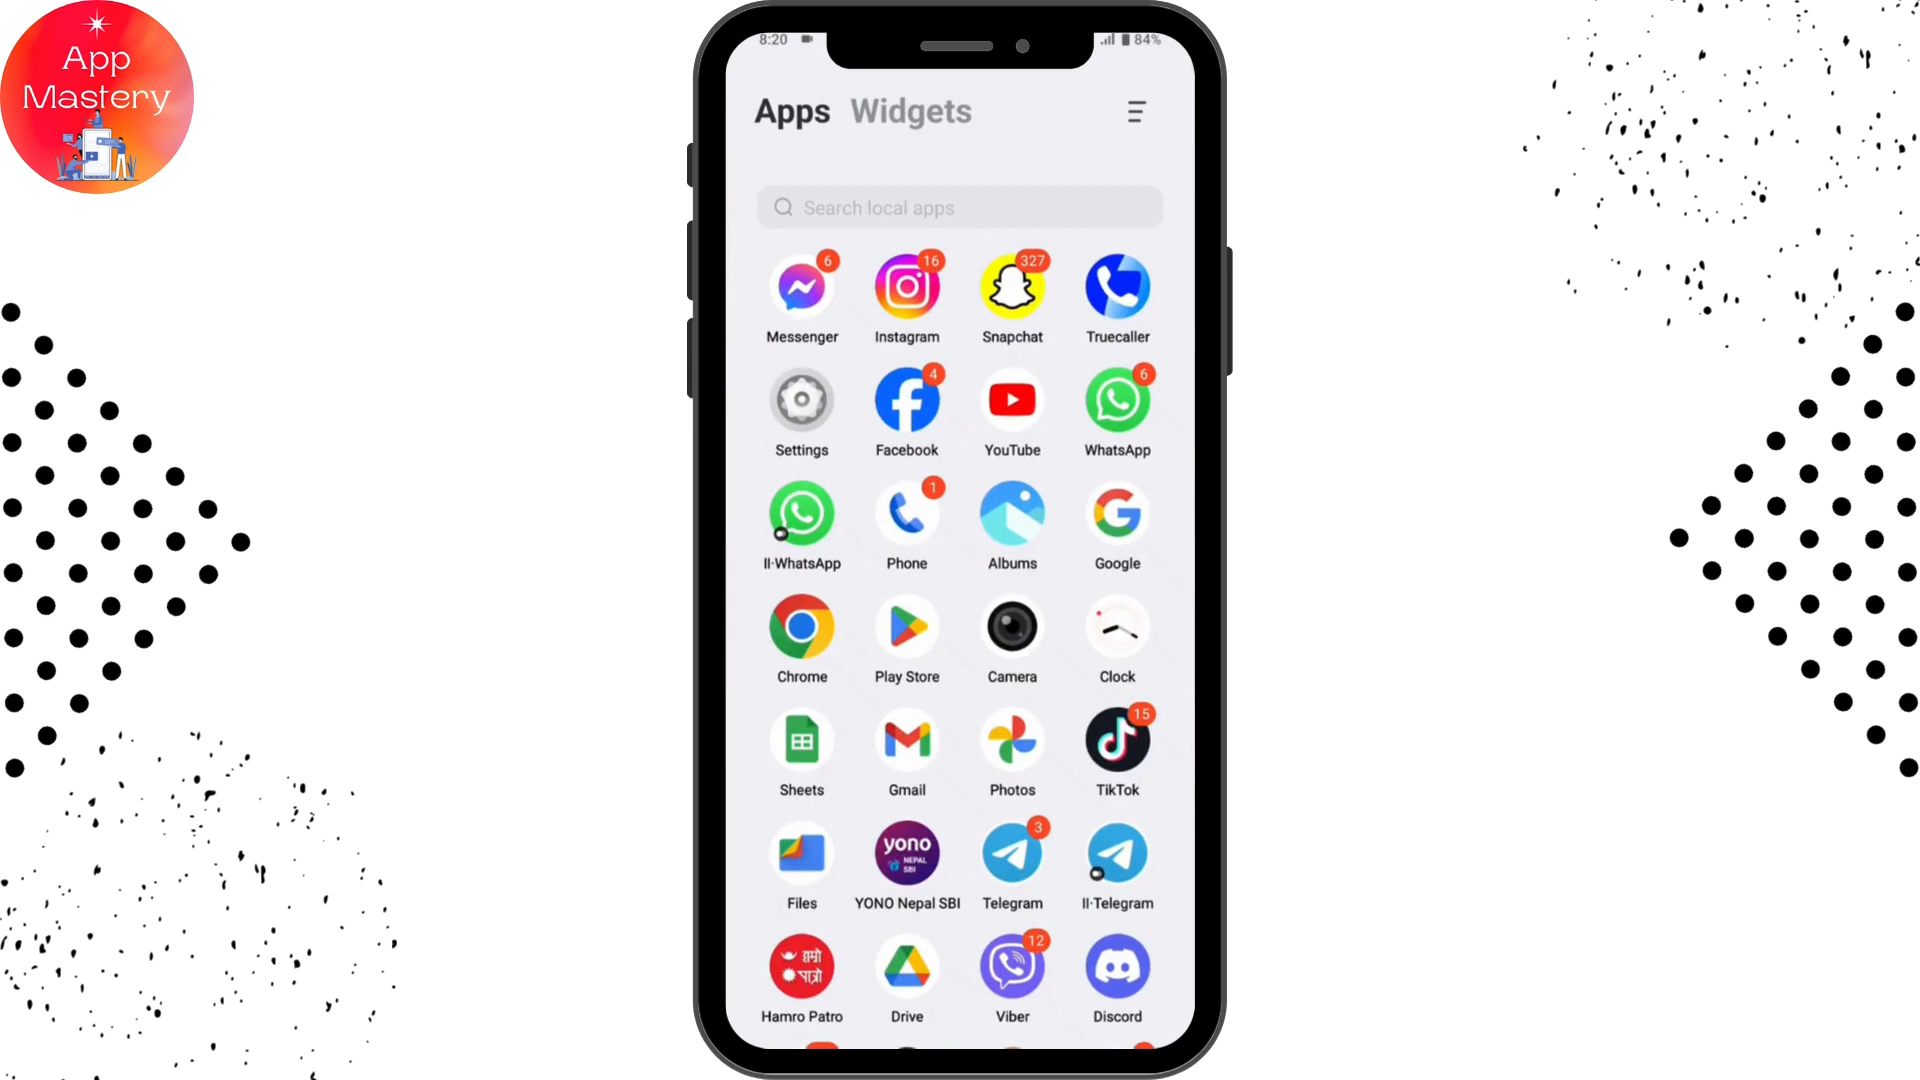 App
Mastery
8:20
84%
Apps Widgets
Search local apps
6
16
327
Messenger
Instagram
Snapchat
Truecaller
4
6
Settings
Facebook
YouTube
WhatsApp
1
II·WhatsApp
Phone
Albums
Google
Chrome
Play Store
Camera
Clock
15
Sheets
Gmail
Photos
TikTok
yono
NEPAL
SBI
3
Files
YONO Nepal SBI
Telegram
II·Telegram
हाम्रो
पात्रो
12
Hamro Patro
Drive
Viber
Discord